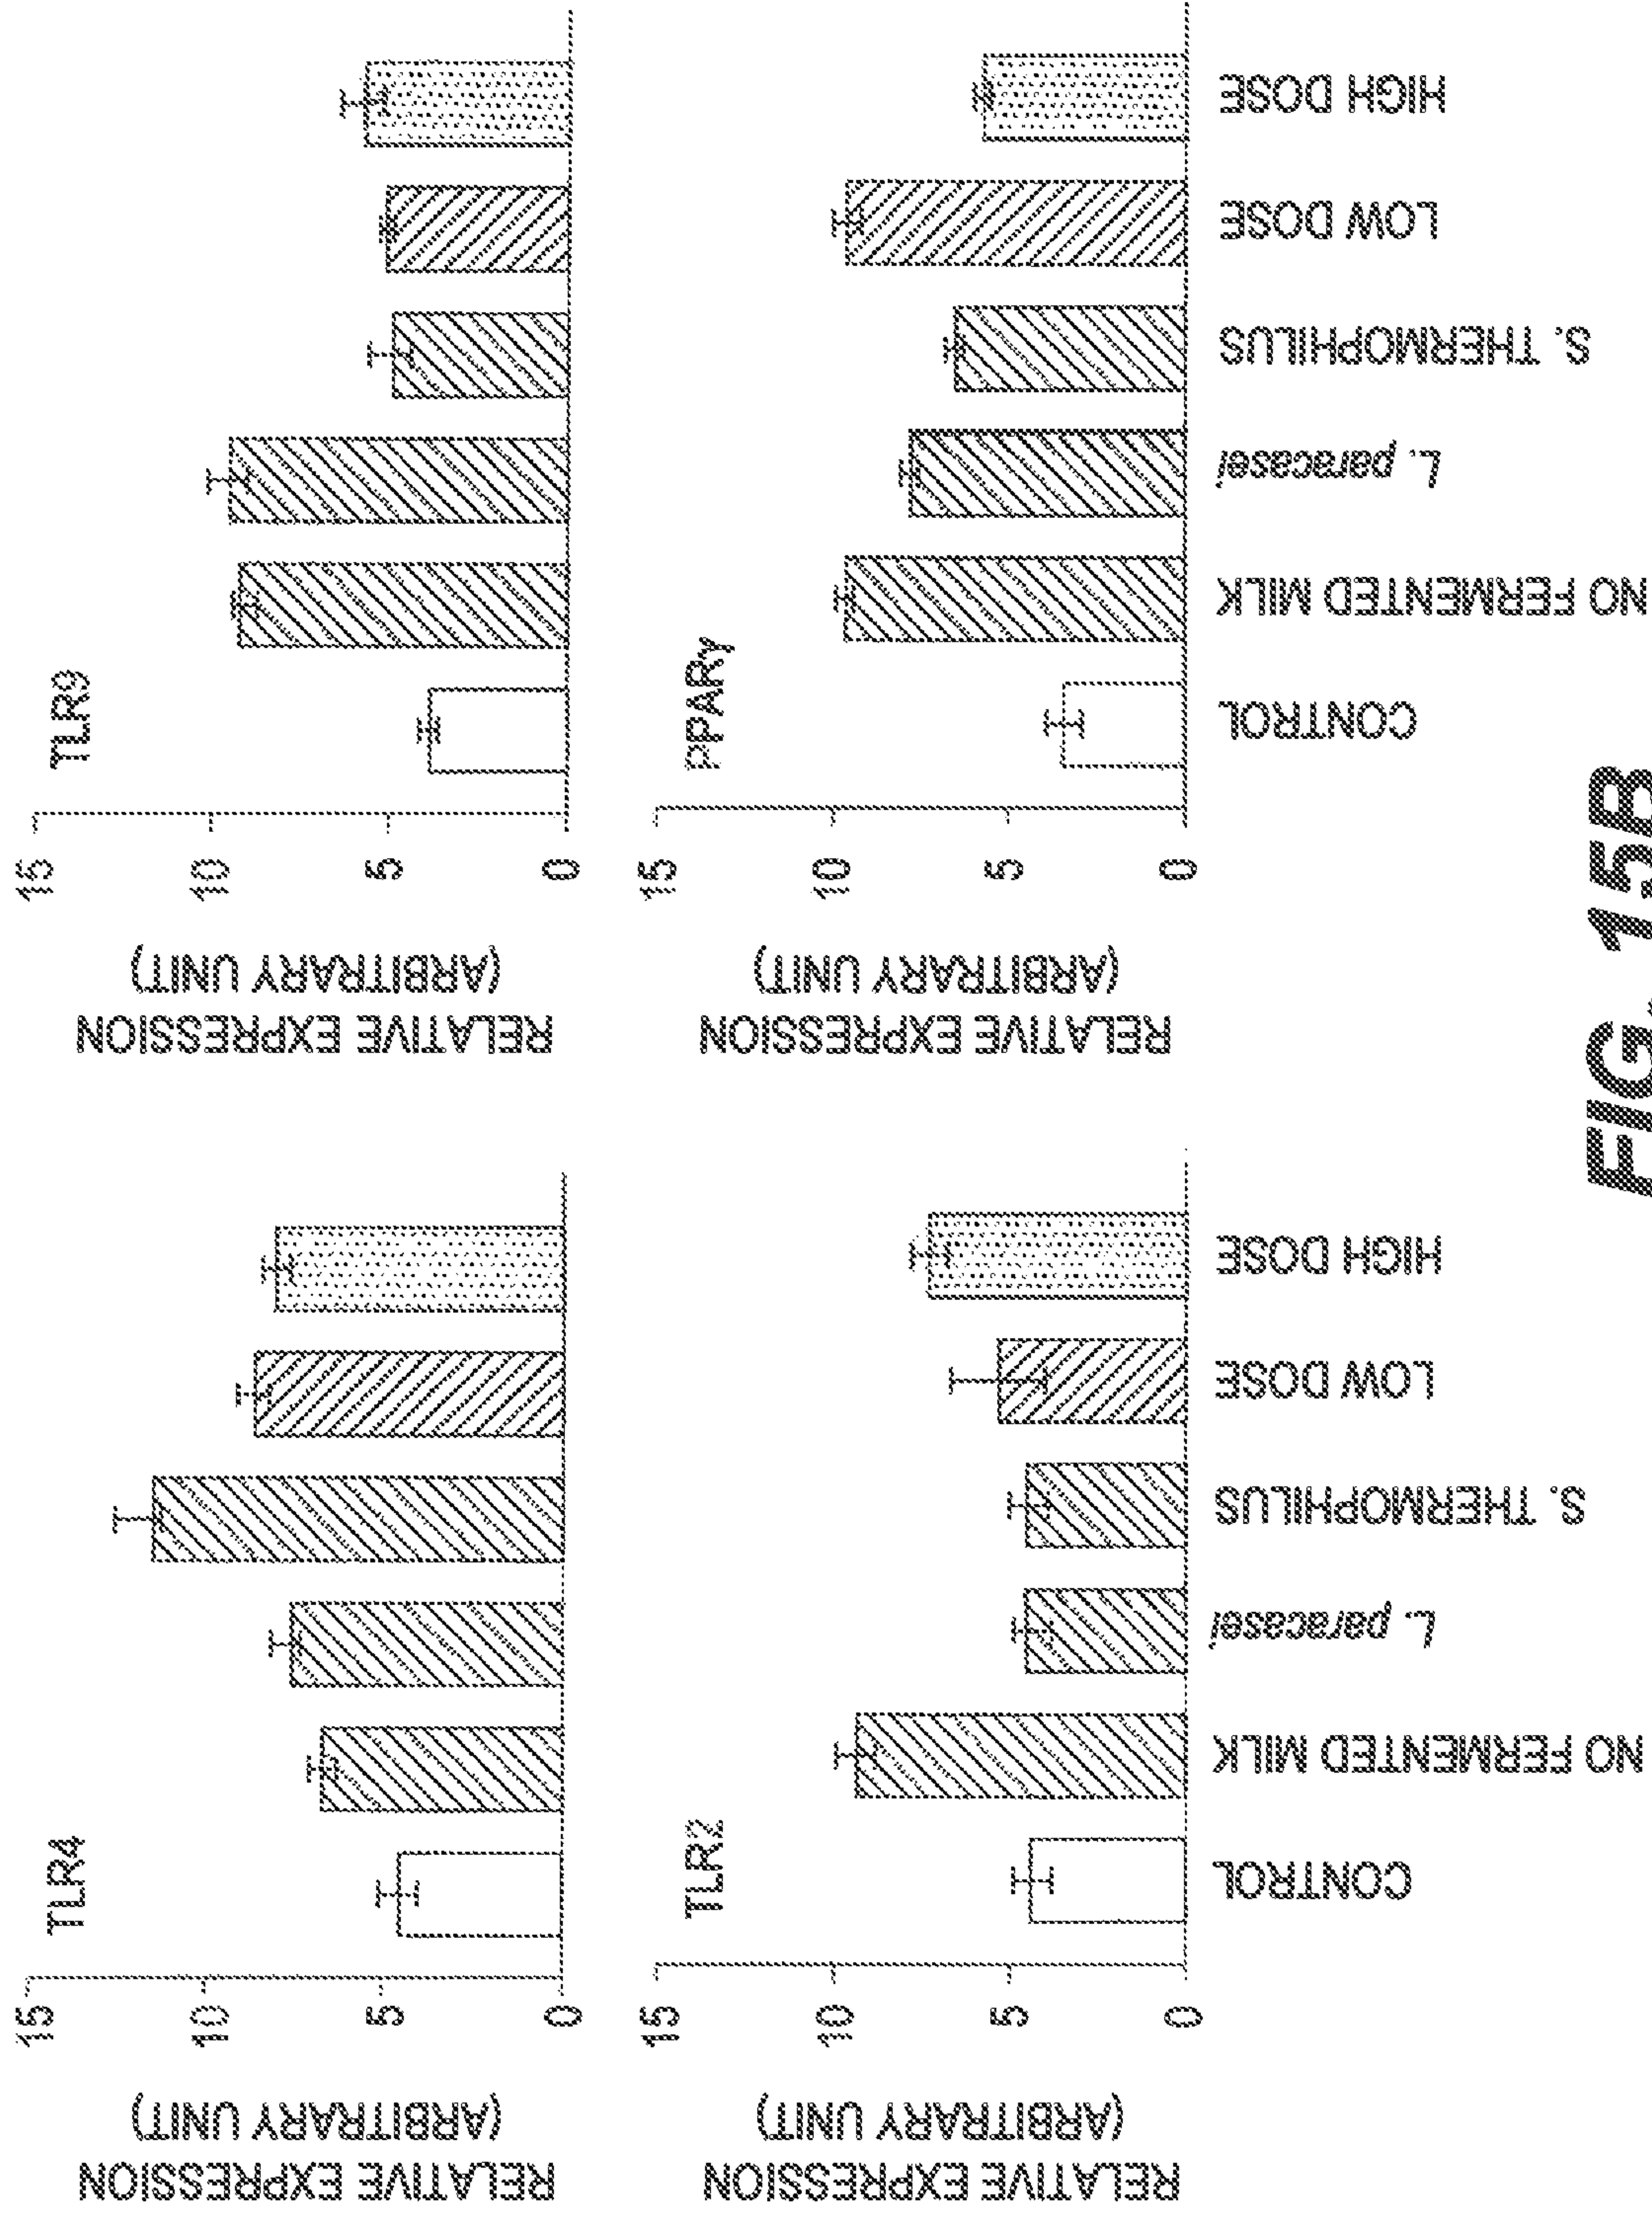 TLR4
RELATIVE EXPRESSION
(ARBITRARY UNIT)
15
10
5
0
TLR9
RELATIVE EXPRESSION
(ARBITRARY UNIT)
15
10
5
0
TLR2
RELATIVE EXPRESSION
(ARBITRARY UNIT)
15
10
5
0
CONTROL
NO FERMENTED MILK
L. paracasei
S. THERMOPHILUS
LOW DOSE
HIGH DOSE
PPARγ
RELATIVE EXPRESSION
(ARBITRARY UNIT)
15
10
5
0
CONTROL
NO FERMENTED MILK
L. paracasei
S. THERMOPHILUS
LOW DOSE
HIGH DOSE
FIG. 15B